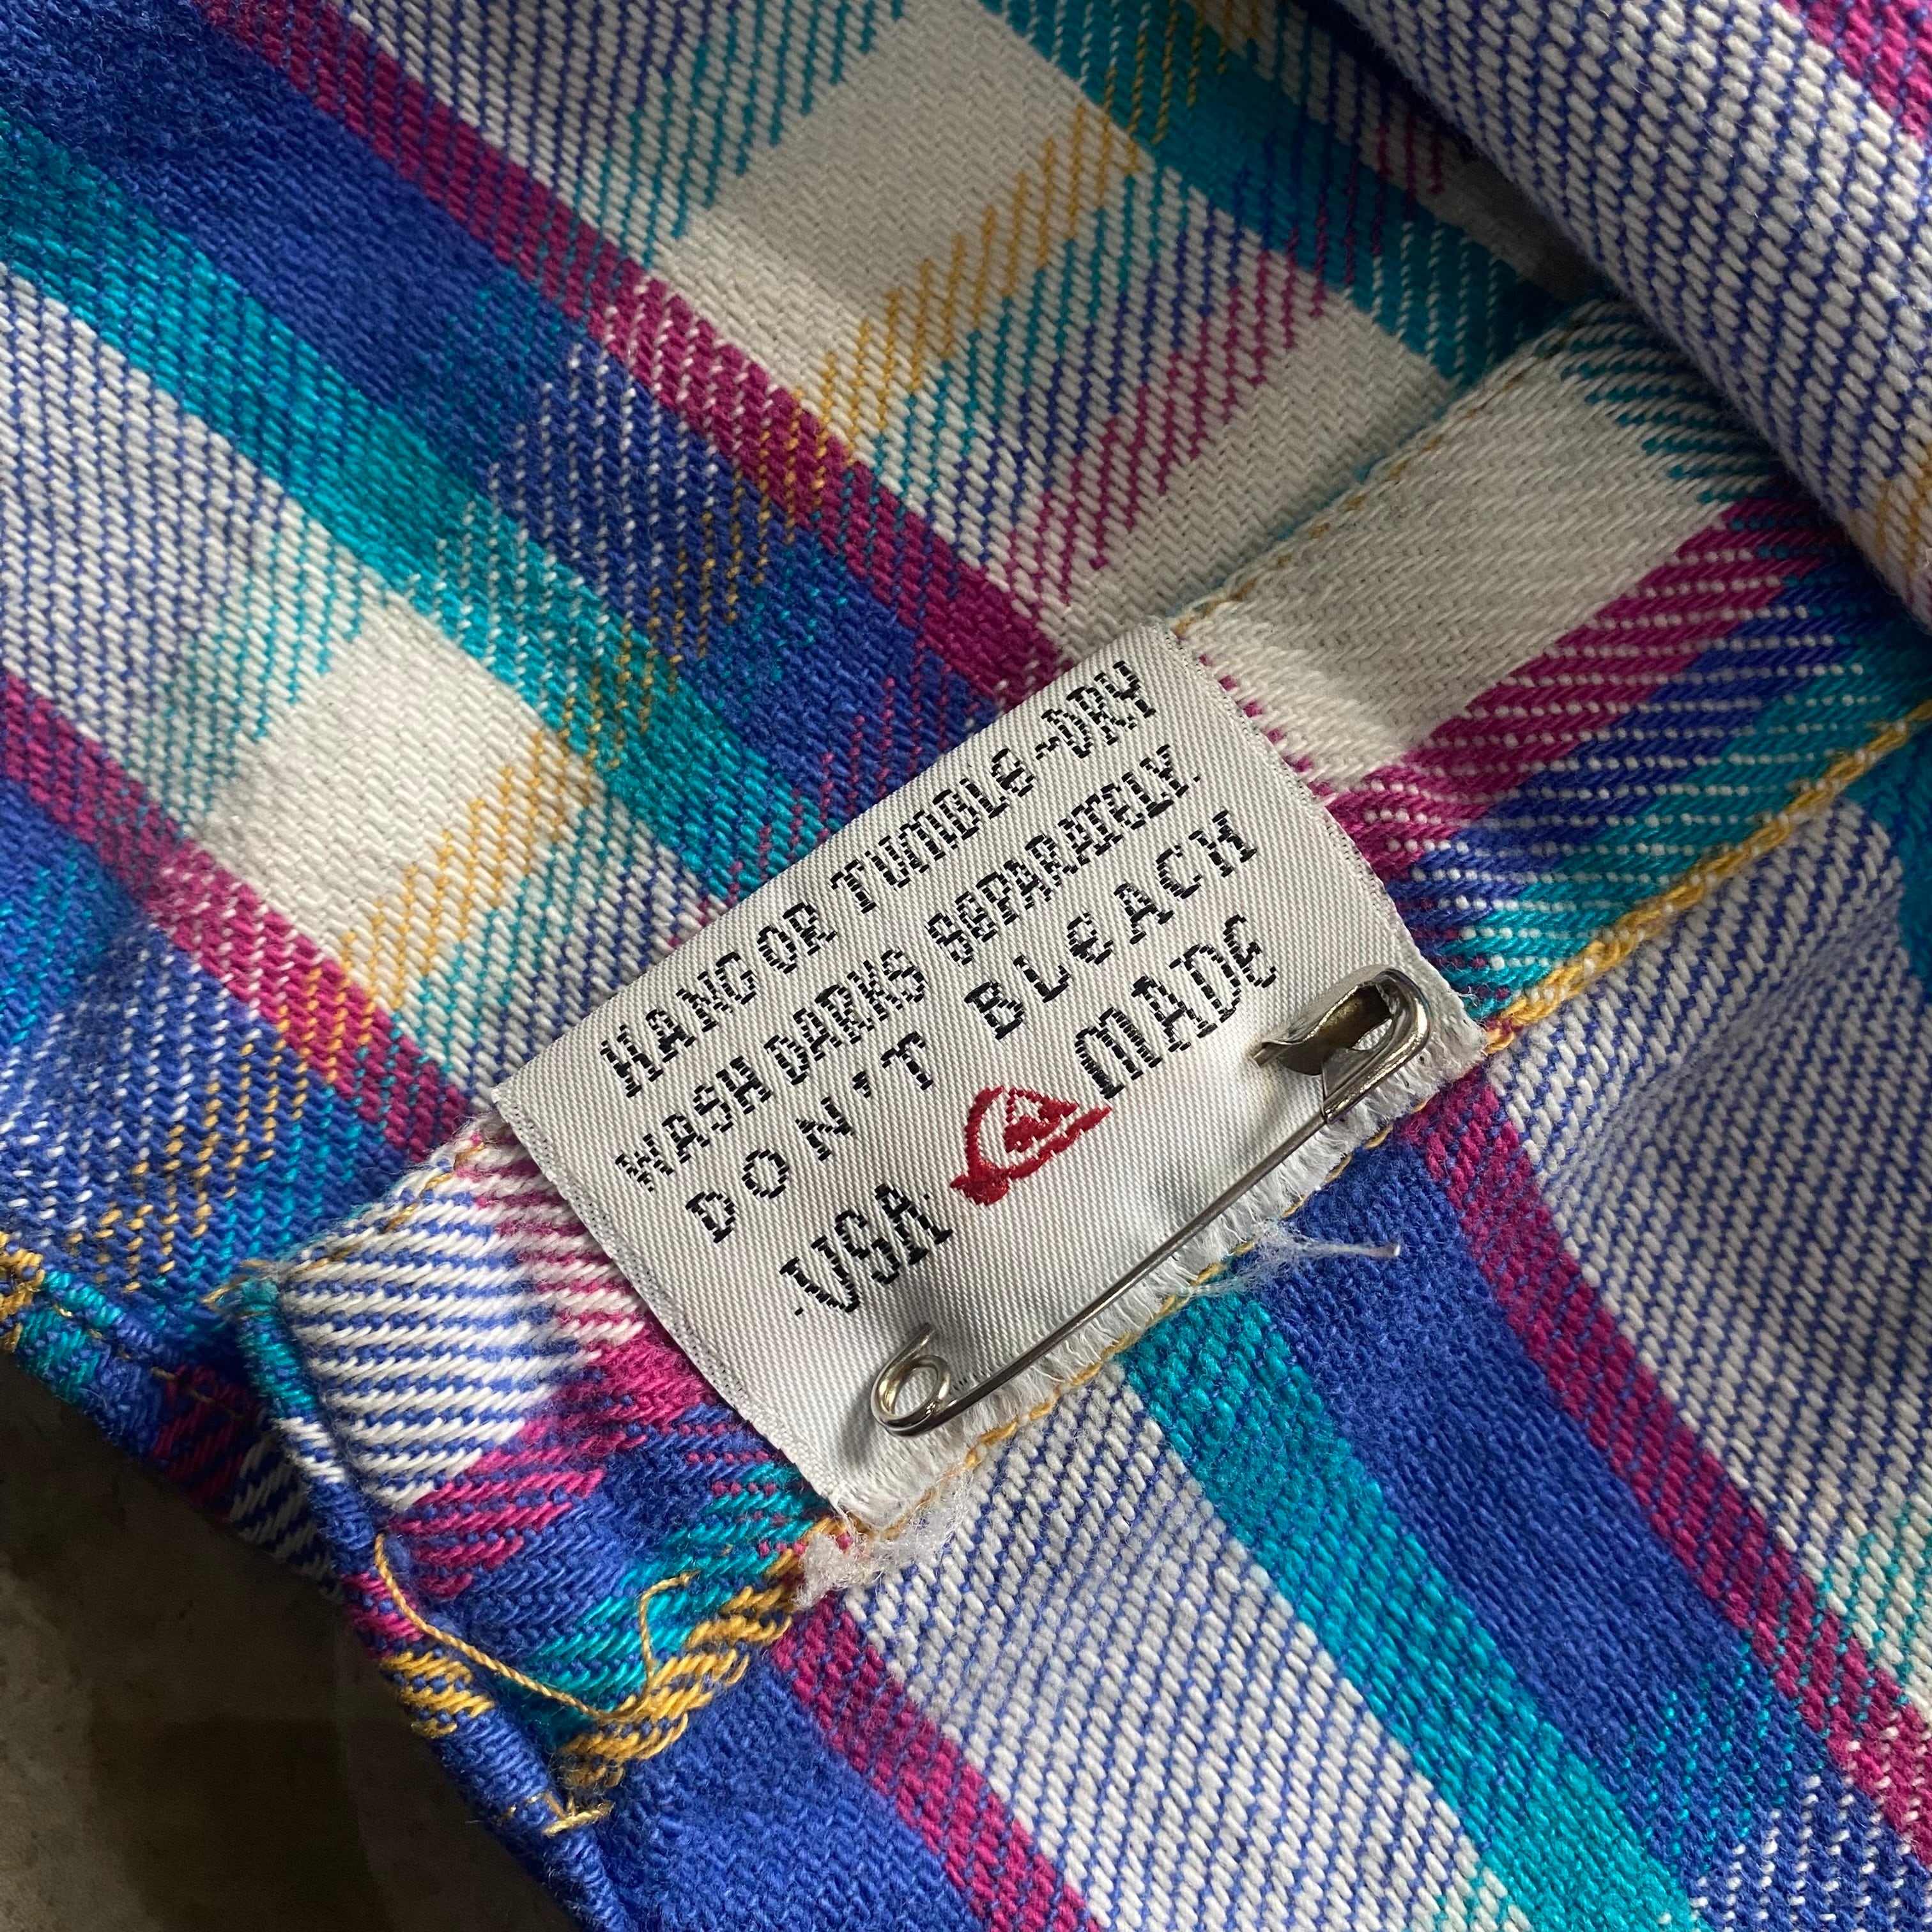 HANG OR TUMBLE-DRY
WASH DARKS SEPARATELY.
DON'T BLEACH
USA MADE